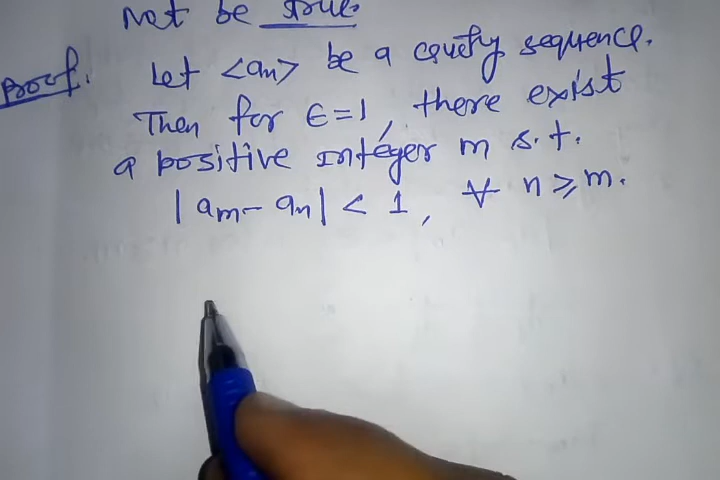 Not be true.
Proof. Let <an> be a cauchy sequence.
Then for ϵ=1, there exist
a positive integer m s.t.
|am - an| < 1, ∀ n ≥ m.